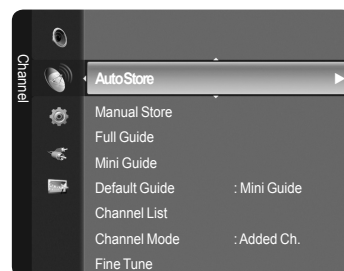 Channel
Auto Store
Manual Store
Full Guide
Mini Guide
Default Guide : Mini Guide
Channel List
Channel Mode : Added Ch.
Fine Tune